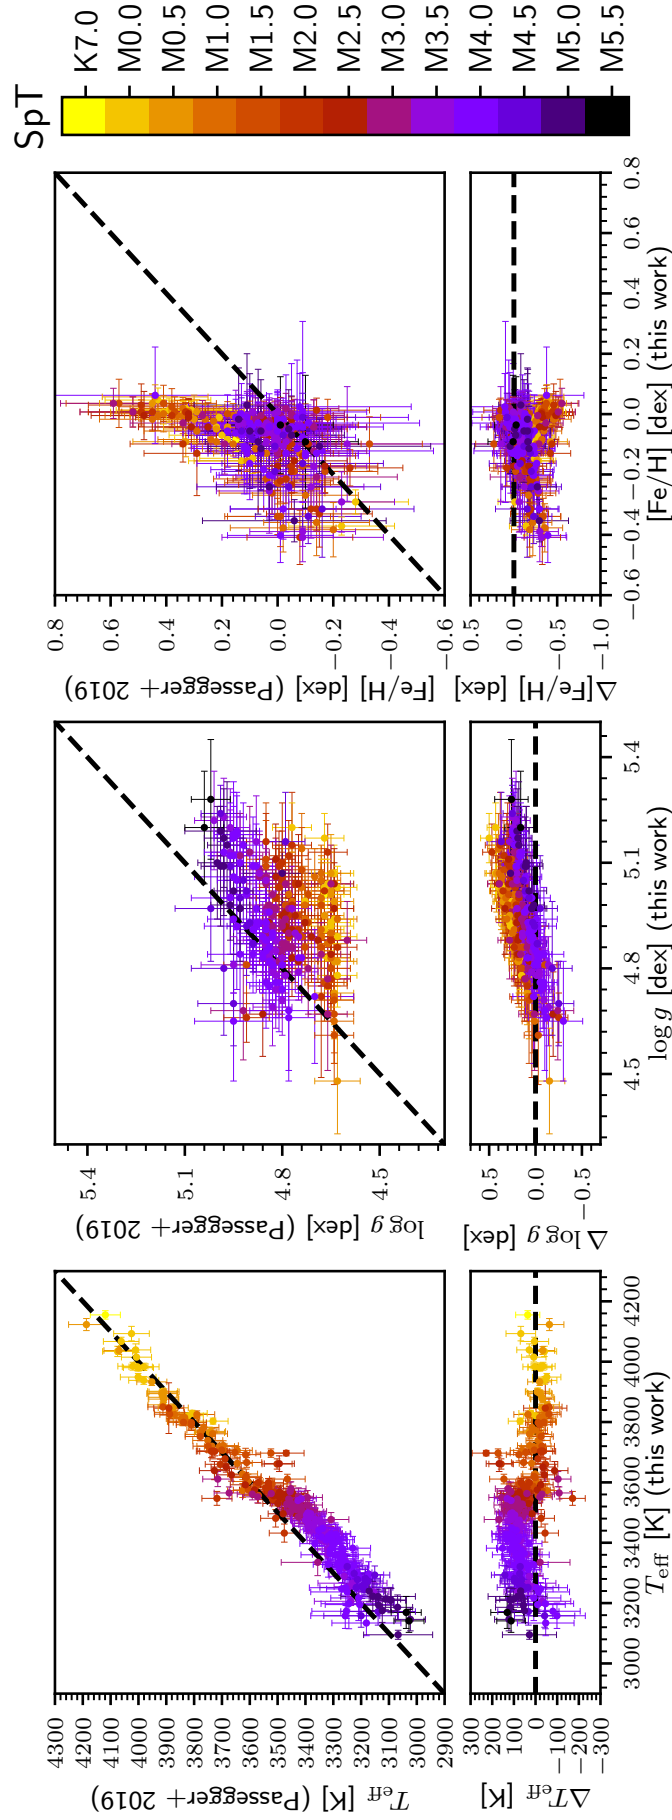 4300
4100
3900
3700
3500
3300
3100
2900
T_eff [K] (Passegger+ 2019)
300
200
100
0
−100
−200
−300
ΔT_eff [K]
3000 3200 3400 3600 3800 4000 4200
T_eff [K] (this work)
5.4
5.1
4.8
4.5
log g [dex] (Passegger+ 2019)
0.5
0.0
−0.5
Δ log g [dex]
4.5 4.8 5.1 5.4
log g [dex] (this work)
0.8
0.6
0.4
0.2
0.0
−0.2
−0.4
−0.6
[Fe/H] [dex] (Passegger+ 2019)
0.5
0.0
−0.5
−1.0
Δ[Fe/H] [dex]
−0.6 −0.4 −0.2 0.0 0.2 0.4 0.6 0.8
[Fe/H] [dex] (this work)
SpT
K7.0
M0.0
M0.5
M1.0
M1.5
M2.0
M2.5
M3.0
M3.5
M4.0
M4.5
M5.0
M5.5